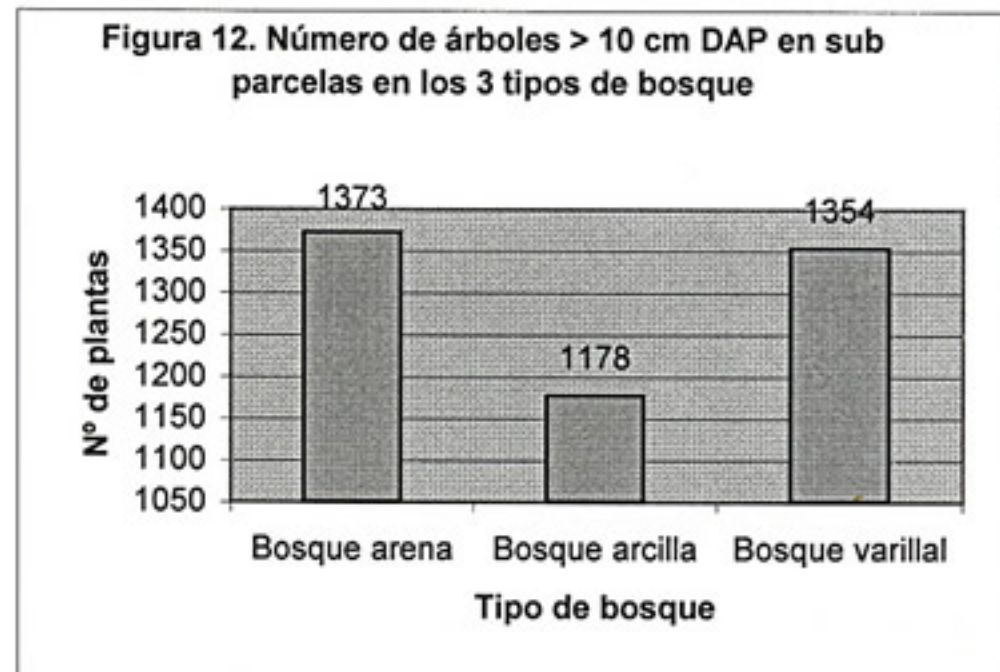 Figura 12. Número de árboles > 10 cm DAP en sub
parcelas en los 3 tipos de bosque
1400
1350
1300
1250
1200
1150
1100
1050
Nº de plantas
1373
1178
1354
Bosque arena
Bosque arcilla
Bosque varillal
Tipo de bosque